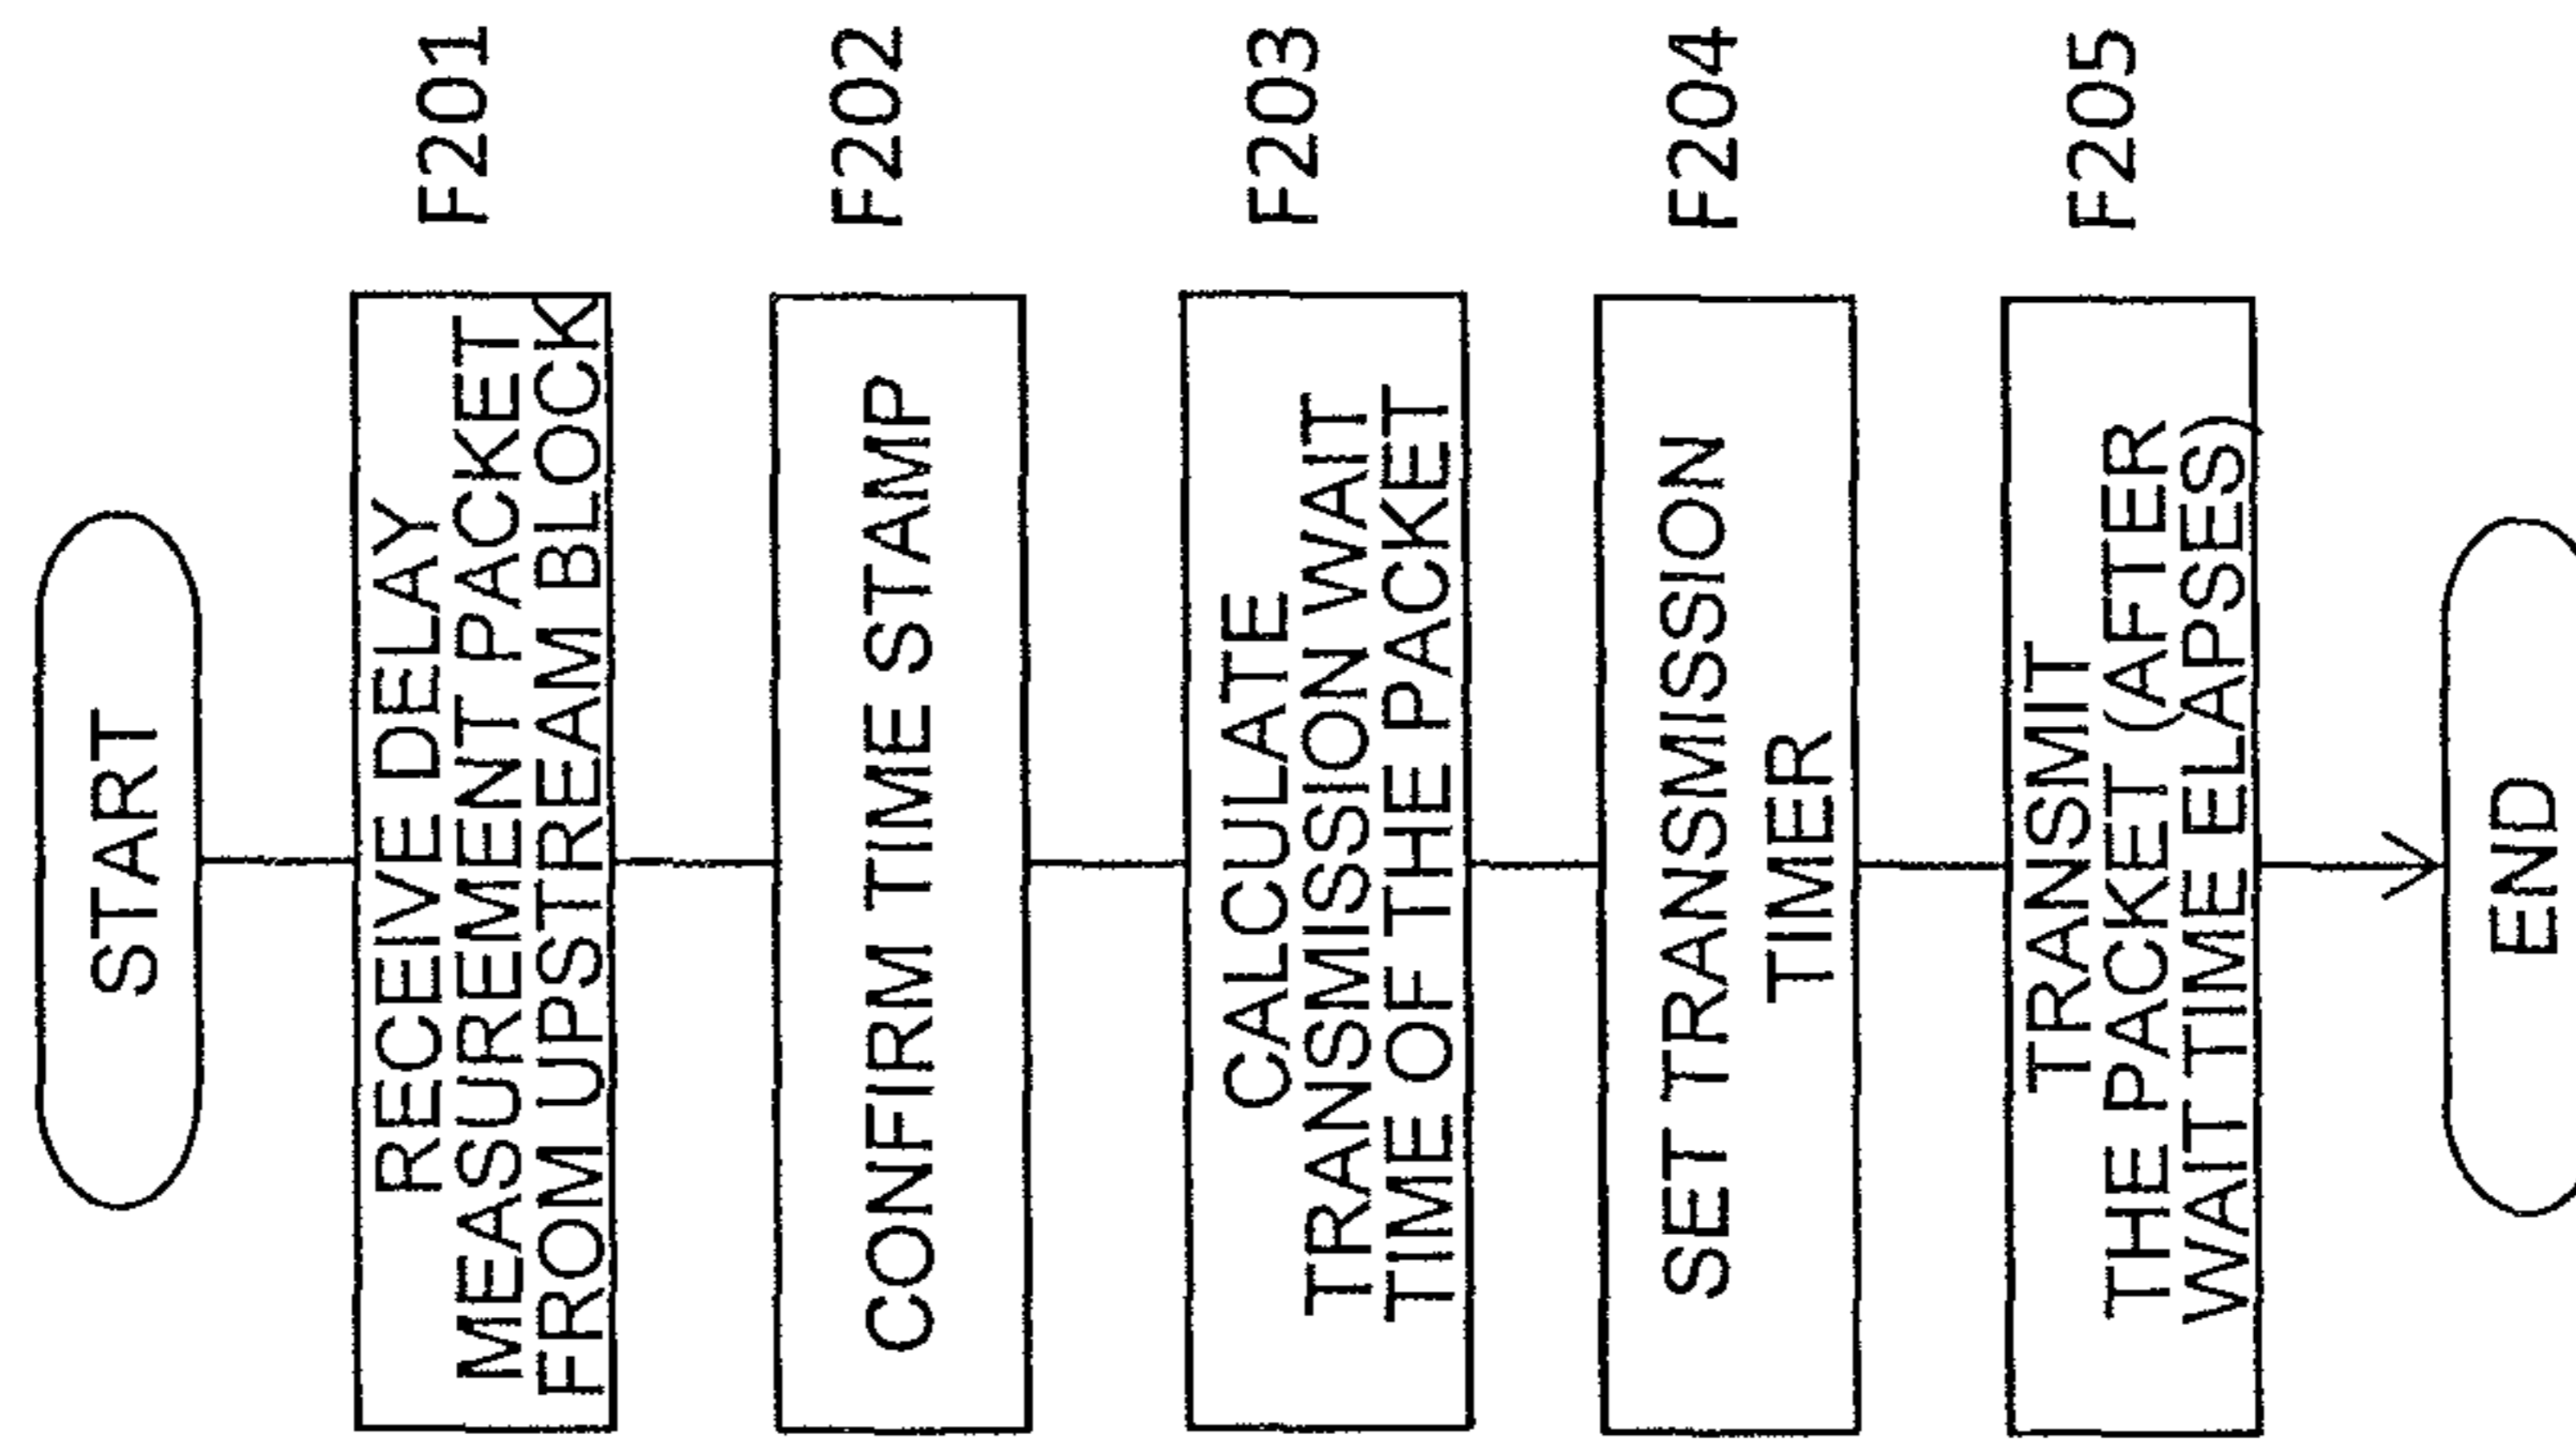 START
RECEIVE DELAY
MEASUREMENT PACKET
FROM UPSTREAM BLOCK
F201
CONFIRM TIME STAMP
F202
CALCULATE
TRANSMISSION WAIT
TIME OF THE PACKET
F203
SET TRANSMISSION
TIMER
F204
TRANSMIT
THE PACKET (AFTER
WAIT TIME ELAPSES)
F205
END